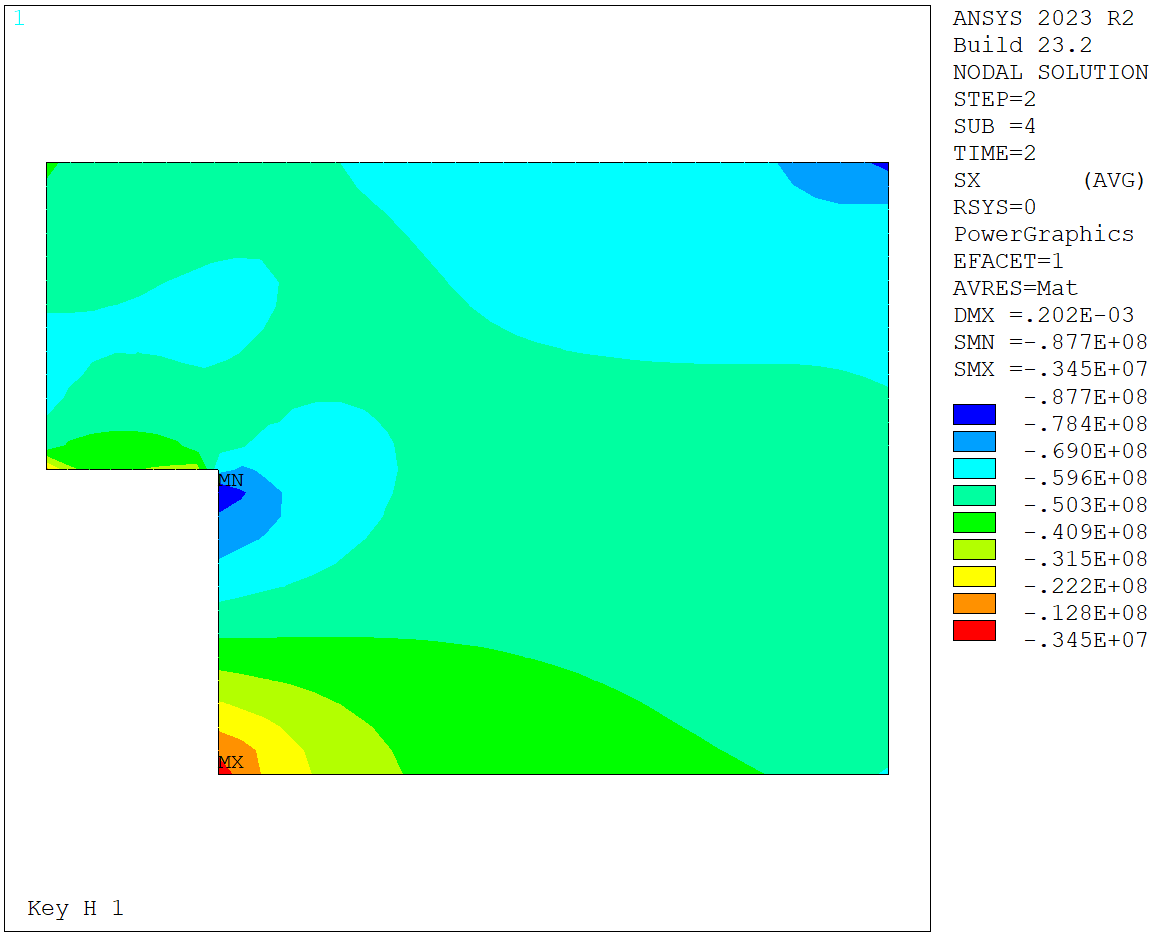 1
ANSYS 2023 R2
Build 23.2
NODAL SOLUTION
STEP=2
SUB =4
TIME=2
SX (AVG)
RSYS=0
PowerGraphics
EFACET=1
AVRES=Mat
DMX =.202E-03
SMN =-.877E+08
SMX =-.345E+07
-.877E+08
-.784E+08
-.690E+08
-.596E+08
-.503E+08
-.409E+08
-.315E+08
-.222E+08
-.128E+08
-.345E+07
MN
MX
Key H 1